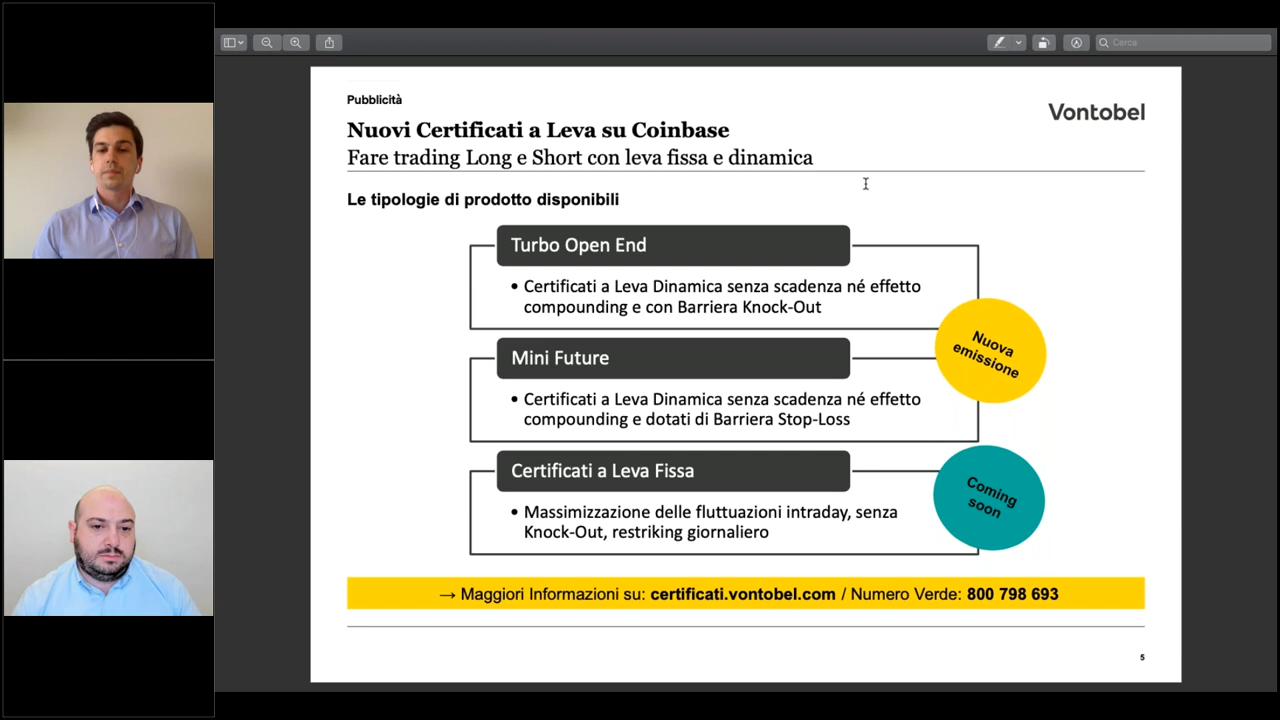 Cerca
Pubblicità
Vontobel
Nuovi Certificati a Leva su Coinbase
Fare trading Long e Short con leva fissa e dinamica
Le tipologie di prodotto disponibili
Turbo Open End
• Certificati a Leva Dinamica senza scadenza né effetto
compounding e con Barriera Knock-Out
Nuova
emissione
Mini Future
• Certificati a Leva Dinamica senza scadenza né effetto
compounding e dotati di Barriera Stop-Loss
Certificati a Leva Fissa
• Massimizzazione delle fluttuazioni intraday, senza
Knock-Out, restriking giornaliero
Coming
soon
→ Maggiori Informazioni su: certificati.vontobel.com / Numero Verde: 800 798 693
5